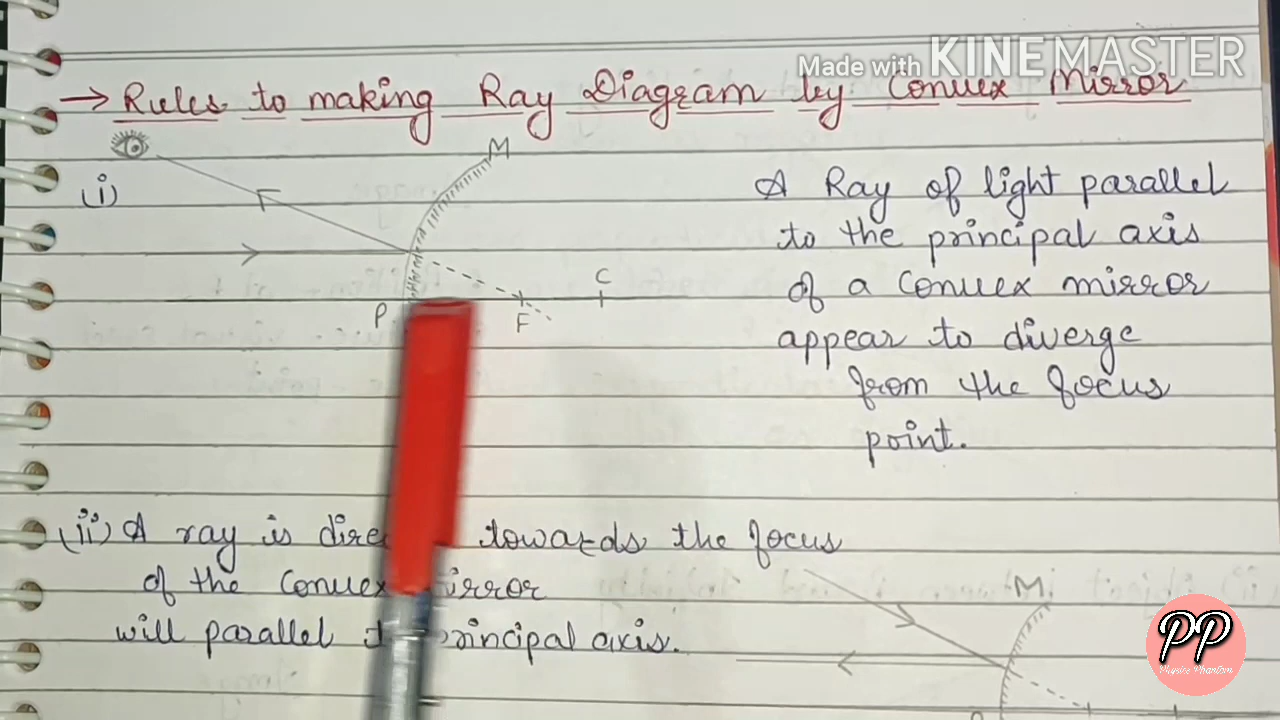 Made with KINEMASTER
→ Rules to making Ray Diagram by Convex Mirror
M
(i)
P
F
C
A Ray of light parallel
to the principal axis
of a Convex mirror
appear to diverge
from the focus
point.
(ii) A ray is towards the focus
of the Convex
will parallel principal axis.
M
PP
Physics Phantom